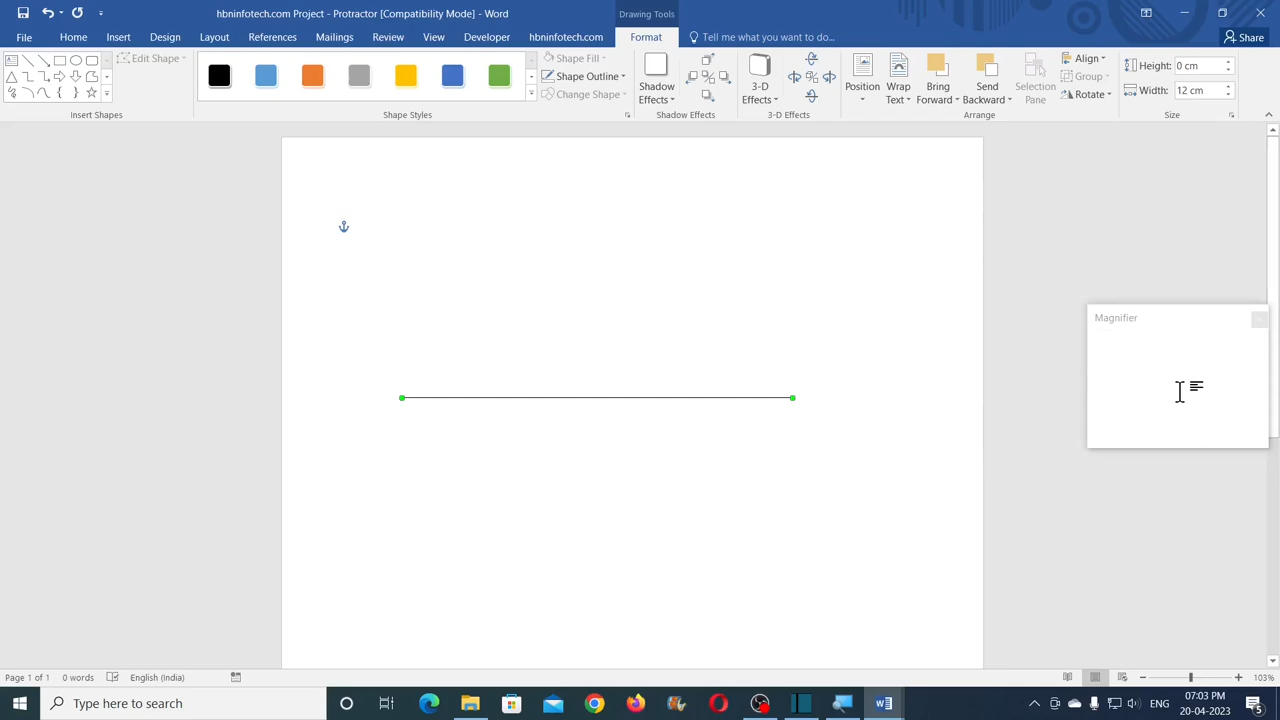 hbninfotech.com Project - Protractor [Compatibility Mode] - Word
Drawing Tools
File Home Insert Design Layout References Mailings Review View Developer hbninfotech.com Format Tell me what you want to do... Share
Edit Shape
Insert Shapes
Shape Fill
Shape Outline
Change Shape
Shape Styles
Shadow Effects
Shadow Effects
3-D Effects
3-D Effects
Position
Wrap Text
Bring Forward
Send Backward
Selection Pane
Align
Group
Rotate
Arrange
Height: 0 cm
Width: 12 cm
Size
Magnifier
Page 1 of 1 0 words English (India) 103%
Type here to search
ENG
07:03 PM
20-04-2023
5